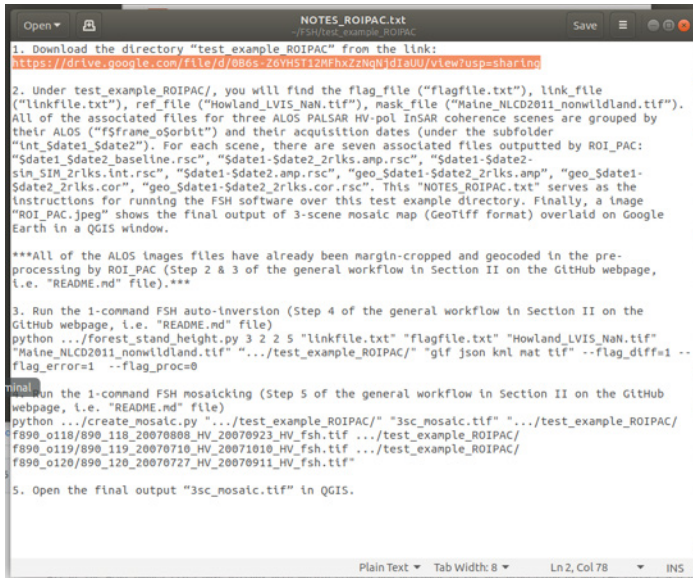 Open
NOTES_ROIPAC.txt
~/FSH/test_example_ROIPAC
Save
1. Download the directory “test_example_ROIPAC” from the link:
https://drive.google.com/file/d/0B6s-Z6YHST12MFhxZzNqNjdIaUU/view?usp=sharing
2. Under test_example_ROIPAC/, you will find the flag_file (“flagfile.txt”), link_file
(“linkfile.txt”), ref_file (“Howland_LVIS_NaN.tif”), mask_file (“Maine_NLCD2011_nonwildland.tif”).
All of the associated files for three ALOS PALSAR HV-pol InSAR coherence scenes are grouped by
their ALOS (“f$frame_o$orbit”) and their acquisition dates (under the subfolder
“int_$date1_$date2”). For each scene, there are seven associated files outputted by ROI_PAC:
“$date1_$date2_baseline.rsc”, “$date1-$date2_2rlks.amp.rsc”, “$date1-$date2-
sim_SIM_2rlks.int.rsc”, “$date1-$date2.amp.rsc”, “geo_$date1-$date2_2rlks.amp”, “geo_$date1-
$date2_2rlks.cor”, “geo_$date1-$date2_2rlks.cor.rsc”. This "NOTES_ROIPAC.txt" serves as the
instructions for running the FSH software over this test example directory. Finally, a image
"ROI_PAC.jpeg" shows the final output of 3-scene mosaic map (GeoTiff format) overlaid on Google
Earth in a QGIS window.
***All of the ALOS images files have already been margin-cropped and geocoded in the pre-
processing by ROI_PAC (Step 2 & 3 of the general workflow in Section II on the GitHub webpage,
i.e. "README.md" file).***
3. Run the 1-command FSH auto-inversion (Step 4 of the general workflow in Section II on the
GitHub webpage, i.e. "README.md" file)
python .../forest_stand_height.py 3 2 2 5 "linkfile.txt" "flagfile.txt" "Howland_LVIS_NaN.tif"
"Maine_NLCD2011_nonwildland.tif" “.../test_example_ROIPAC/" "gif json kml mat tif" --flag_diff=1 --
flag_error=1 --flag_proc=0
minal
4. Run the 1-command FSH mosaicking (Step 5 of the general workflow in Section II on the GitHub
webpage, i.e. "README.md" file)
python .../create_mosaic.py ".../test_example_ROIPAC/" "3sc_mosaic.tif" ".../test_example_ROIPAC/
f890_o118/890_118_20070808_HV_20070923_HV_fsh.tif .../test_example_ROIPAC/
f890_o119/890_119_20070710_HV_20071010_HV_fsh.tif .../test_example_ROIPAC/
f890_o120/890_120_20070727_HV_20070911_HV_fsh.tif"
5. Open the final output “3sc_mosaic.tif” in QGIS.
Plain Text Tab Width: 8 Ln 2, Col 78 INS